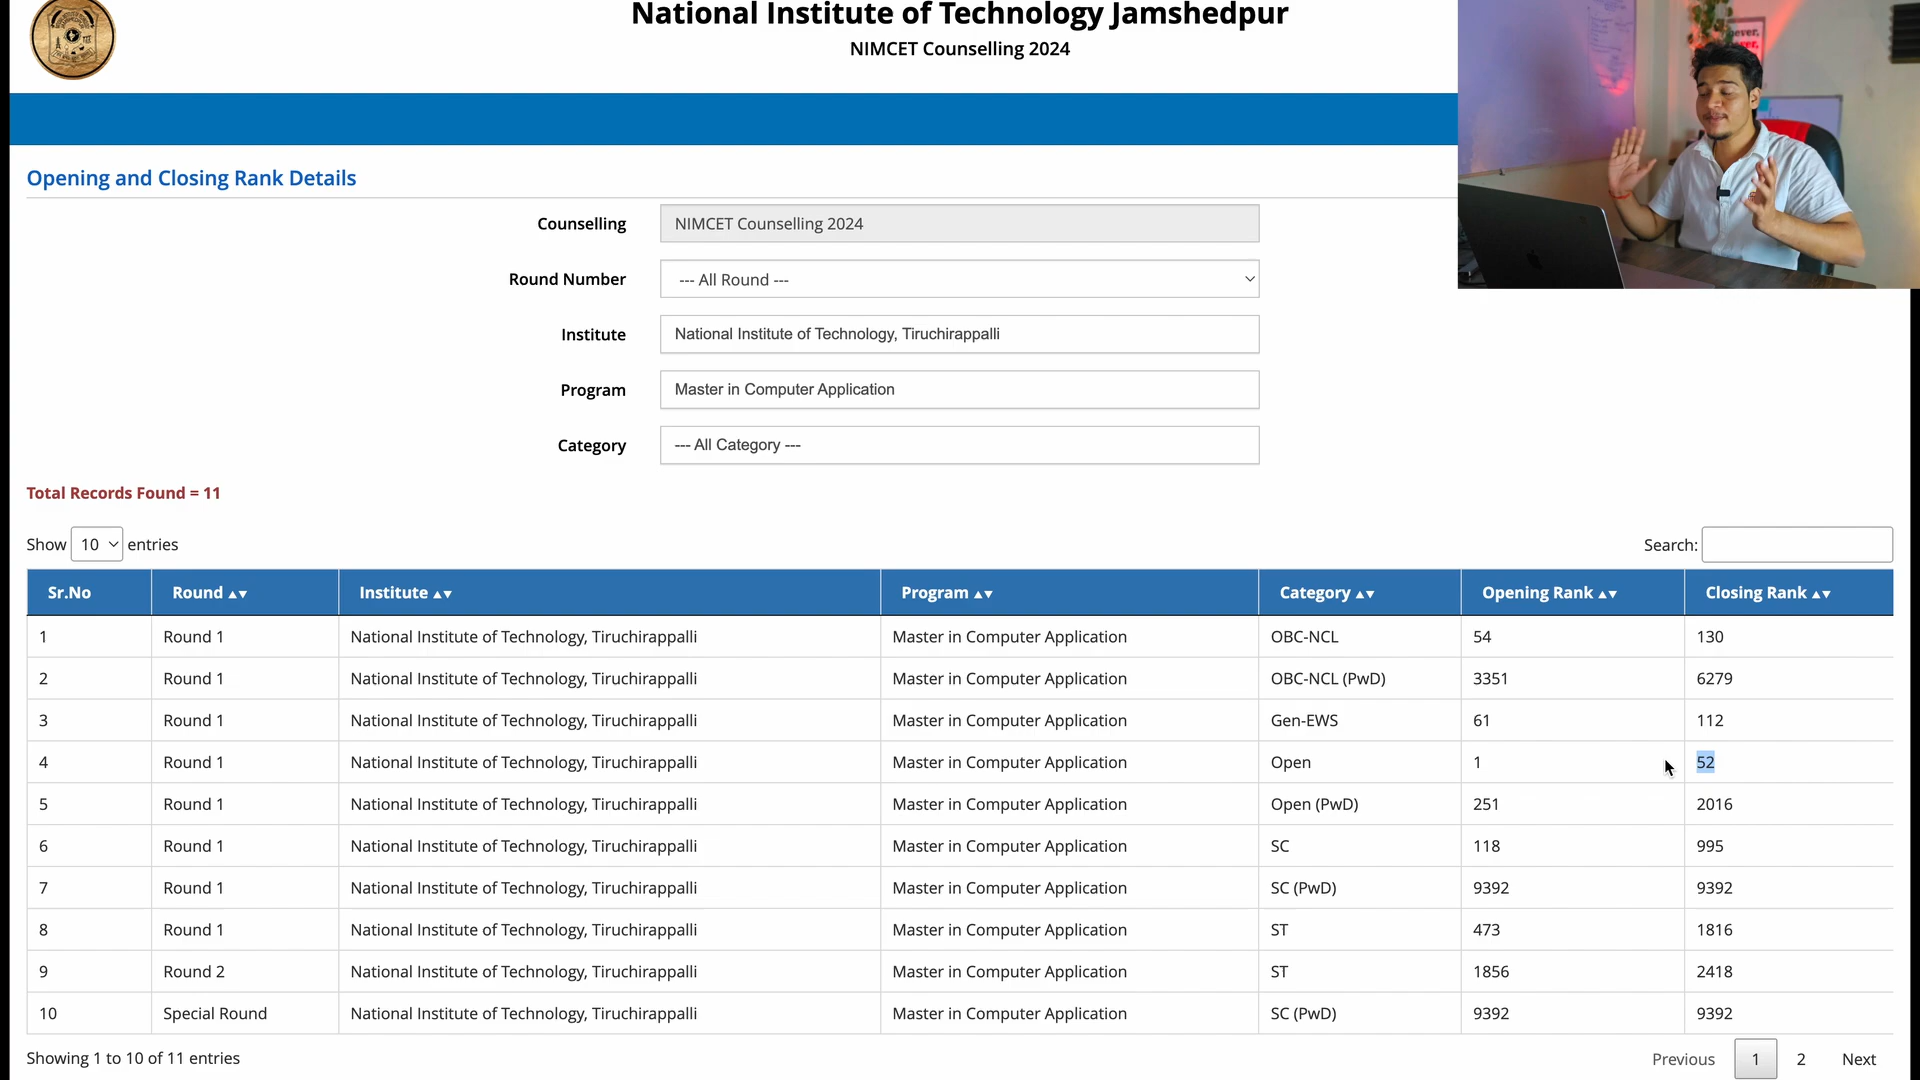 National Institute of Technology Jamshedpur
NIMCET Counselling 2024
Opening and Closing Rank Details
Counselling NIMCET Counselling 2024
Round Number --- All Round ---
Institute National Institute of Technology, Tiruchirappalli
Program Master in Computer Application
Category --- All Category ---
Total Records Found = 11
Show 10 entries Search:
Sr.No Round ▲▼ Institute ▲▼ Program ▲▼ Category ▲▼ Opening Rank ▲▼ Closing Rank ▲▼
1 Round 1 National Institute of Technology, Tiruchirappalli Master in Computer Application OBC-NCL 54 130
2 Round 1 National Institute of Technology, Tiruchirappalli Master in Computer Application OBC-NCL (PwD) 3351 6279
3 Round 1 National Institute of Technology, Tiruchirappalli Master in Computer Application Gen-EWS 61 112
4 Round 1 National Institute of Technology, Tiruchirappalli Master in Computer Application Open 1 52
5 Round 1 National Institute of Technology, Tiruchirappalli Master in Computer Application Open (PwD) 251 2016
6 Round 1 National Institute of Technology, Tiruchirappalli Master in Computer Application SC 118 995
7 Round 1 National Institute of Technology, Tiruchirappalli Master in Computer Application SC (PwD) 9392 9392
8 Round 1 National Institute of Technology, Tiruchirappalli Master in Computer Application ST 473 1816
9 Round 2 National Institute of Technology, Tiruchirappalli Master in Computer Application ST 1856 2418
10 Special Round National Institute of Technology, Tiruchirappalli Master in Computer Application SC (PwD) 9392 9392
Showing 1 to 10 of 11 entries Previous 1 2 Next